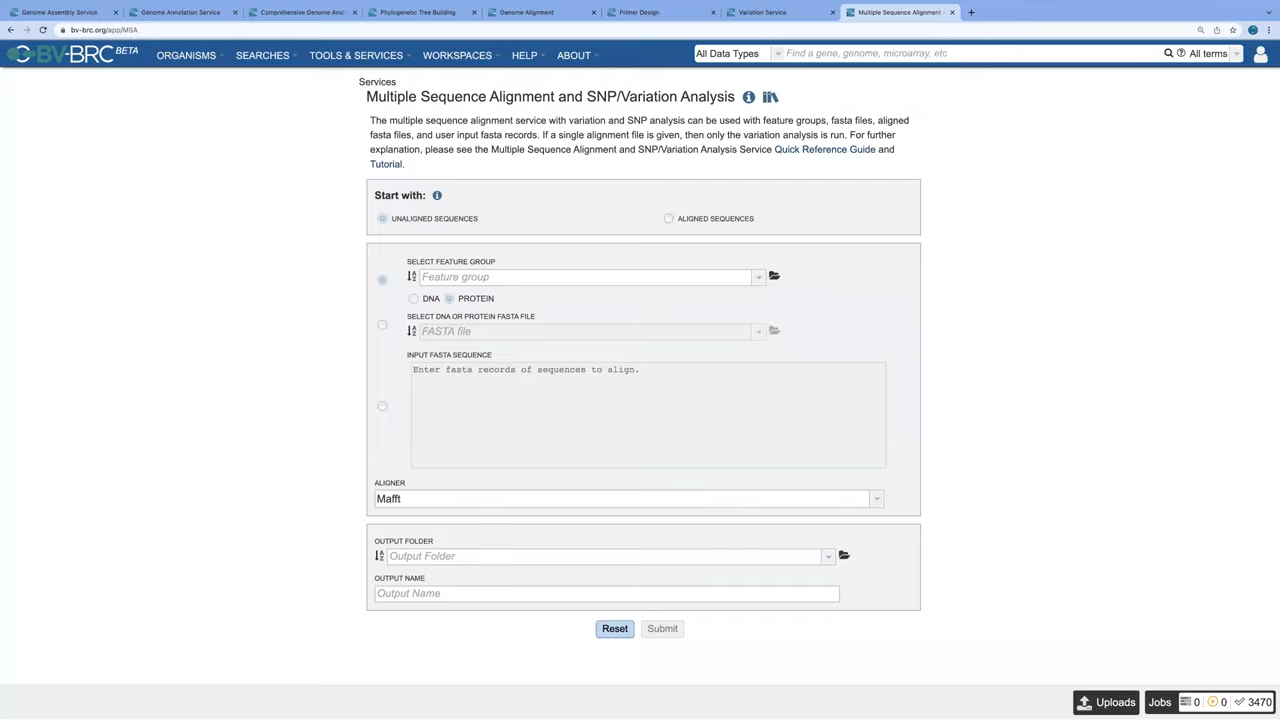 Genome Assembly Service
Genome Annotation Service
Comprehensive Genome Anal
Phylogenetic Tree Building
Genome Alignment
Primer Design
Variation Service
Multiple Sequence Alignment
bv-brc.org/app/MSA
BV-BRC BETA
ORGANISMS
SEARCHES
TOOLS & SERVICES
WORKSPACES
HELP
ABOUT
All Data Types
Find a gene, genome, microarray, etc
All terms
Services
Multiple Sequence Alignment and SNP/Variation Analysis
The multiple sequence alignment service with variation and SNP analysis can be used with feature groups, fasta files, aligned
fasta files, and user input fasta records. If a single alignment file is given, then only the variation analysis is run. For further
explanation, please see the Multiple Sequence Alignment and SNP/Variation Analysis Service Quick Reference Guide and
Tutorial.
Start with:
UNALIGNED SEQUENCES
ALIGNED SEQUENCES
SELECT FEATURE GROUP
Feature group
DNA PROTEIN
SELECT DNA OR PROTEIN FASTA FILE
FASTA file
INPUT FASTA SEQUENCE
Enter fasta records of sequences to align.
ALIGNER
Mafft
OUTPUT FOLDER
Output Folder
OUTPUT NAME
Output Name
Reset
Submit
Uploads
Jobs 0 0 3470